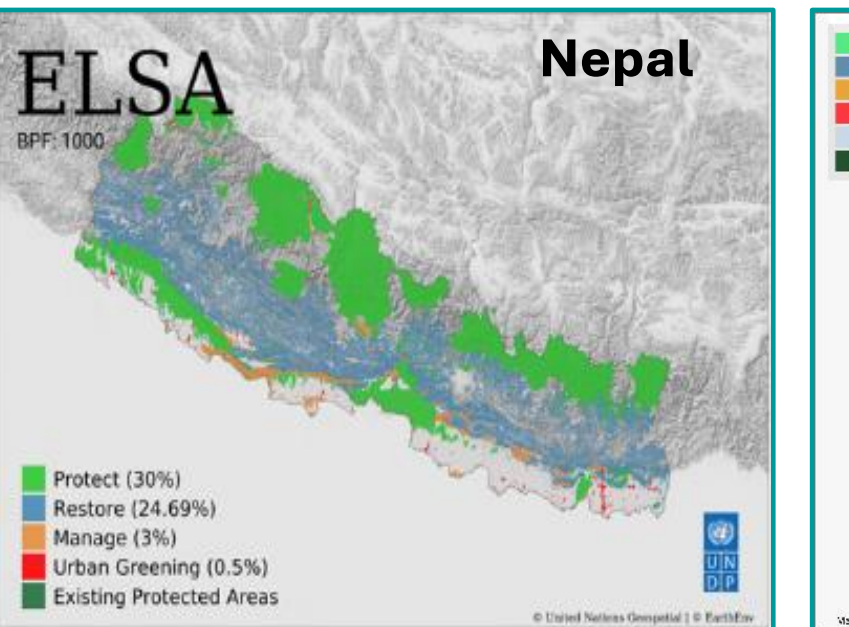 Nepal
ELSA
BPF: 1000
Protect (30%)
Restore (24.69%)
Manage (3%)
Urban Greening (0.5%)
Existing Protected Areas
UN
DP
© United Nations Geospatial | © EarthEnv